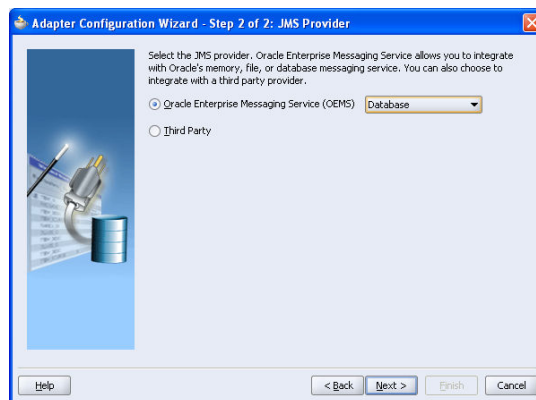 Adapter Configuration Wizard - Step 2 of 2: JMS Provider
Select the JMS provider. Oracle Enterprise Messaging Service allows you to integrate
with Oracle's memory, file, or database messaging service. You can also choose to
integrate with a third party provider.
Oracle Enterprise Messaging Service (OEMS) Database
Third Party
Help < Back Next > Finish Cancel